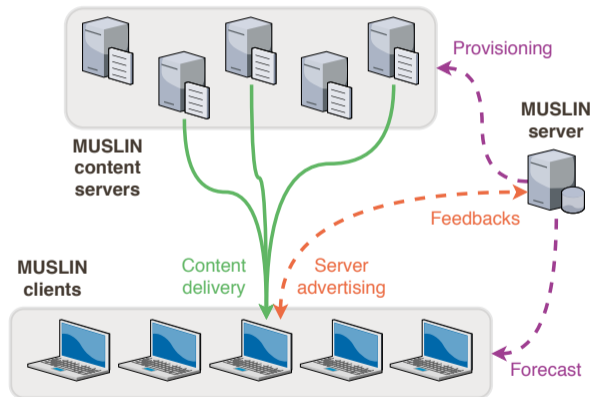 Provisioning
MUSLIN
server
MUSLIN
content
servers
Feedbacks
MUSLIN
clients
Content
delivery
Server
advertising
Forecast